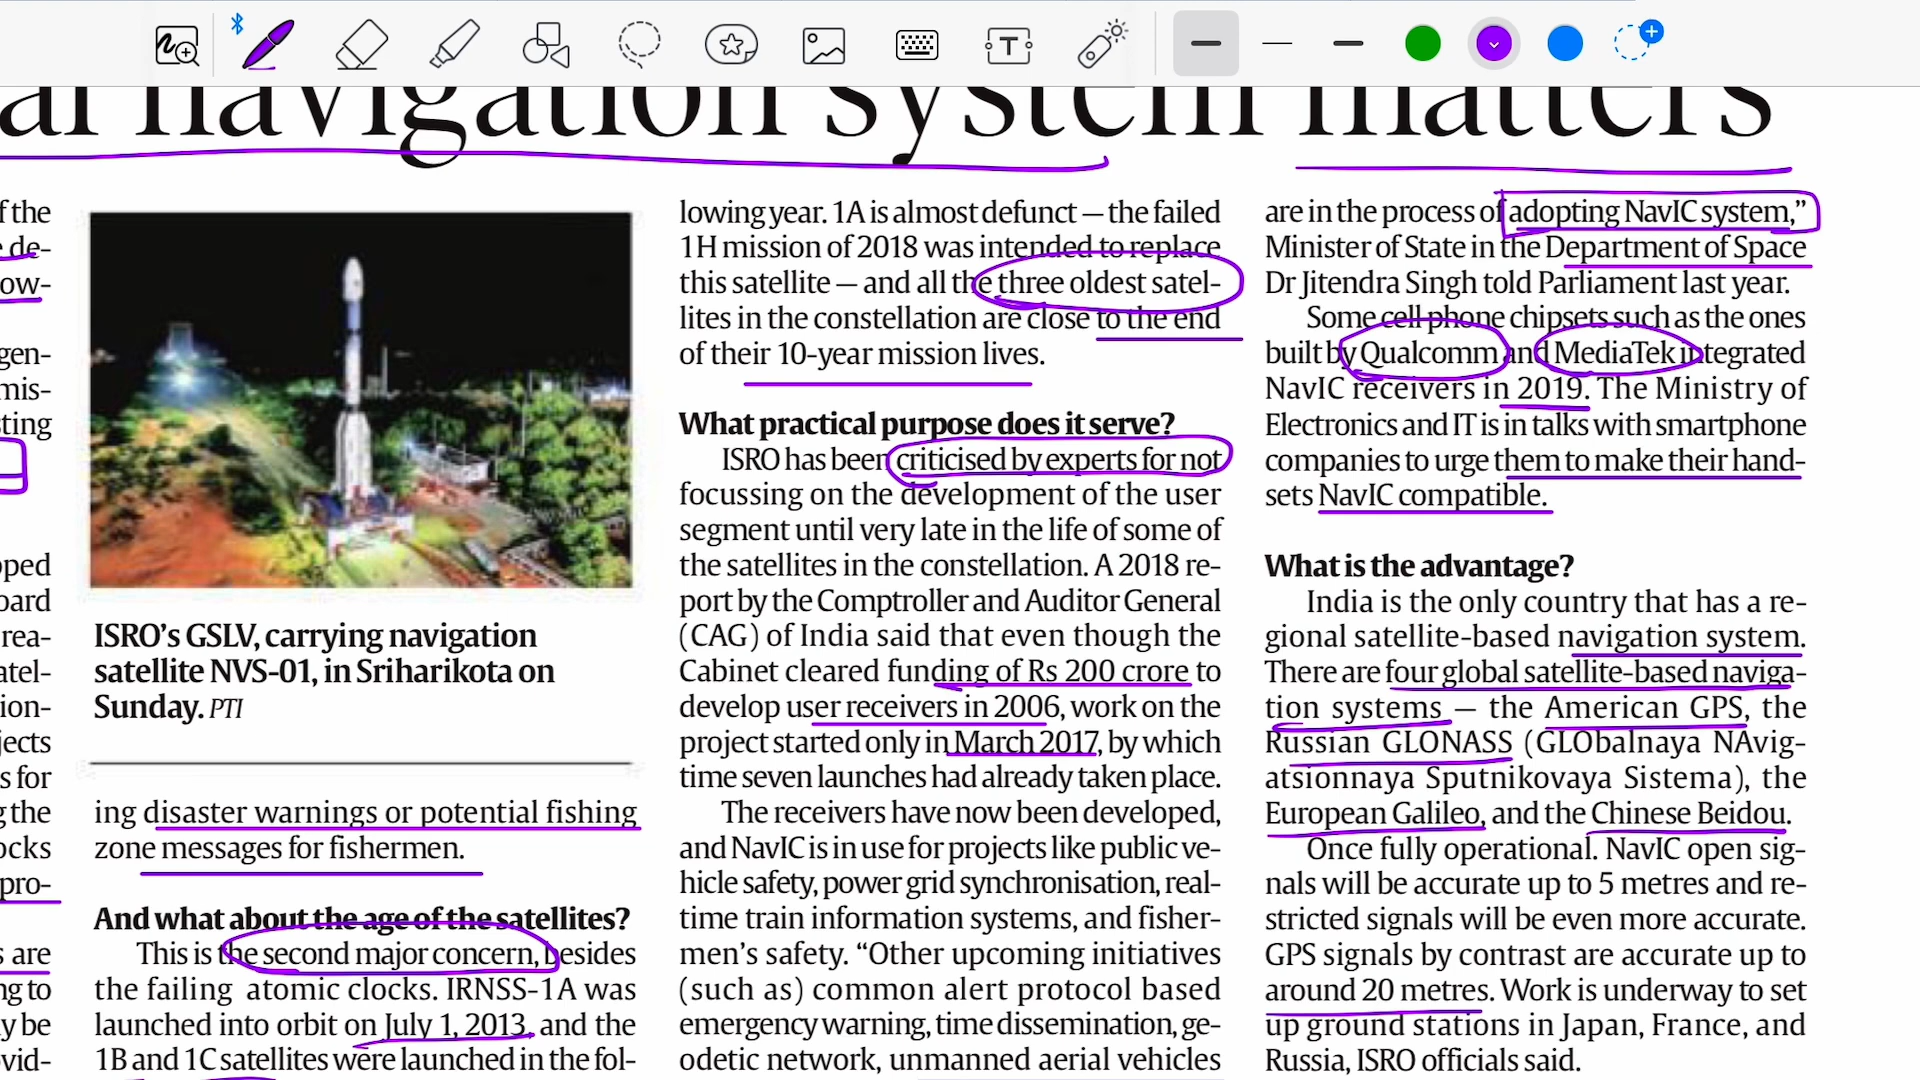 al navigation system matters
f the
e de-
ow-
gen-
mis-
sting
pped
oard
rea-
atel-
ion-
jects
s for
g the
ocks
pro-
s are
ng to
y be
ovid-
ISRO’s GSLV, carrying navigation
satellite NVS-01, in Sriharikota on
Sunday. PTI
ing disaster warnings or potential fishing
zone messages for fishermen.
And what about the age of the satellites?
This is the second major concern, besides
the failing atomic clocks. IRNSS-1A was
launched into orbit on July 1, 2013, and the
1B and 1C satellites were launched in the fol-
lowing year. 1A is almost defunct — the failed
1H mission of 2018 was intended to replace
this satellite — and all the three oldest satel-
lites in the constellation are close to the end
of their 10-year mission lives.
What practical purpose does it serve?
ISRO has been criticised by experts for not
focussing on the development of the user
segment until very late in the life of some of
the satellites in the constellation. A 2018 re-
port by the Comptroller and Auditor General
(CAG) of India said that even though the
Cabinet cleared funding of Rs 200 crore to
develop user receivers in 2006, work on the
project started only in March 2017, by which
time seven launches had already taken place.
The receivers have now been developed,
and NavIC is in use for projects like public ve-
hicle safety, power grid synchronisation, real-
time train information systems, and fisher-
men’s safety. “Other upcoming initiatives
(such as) common alert protocol based
emergency warning, time dissemination, ge-
odetic network, unmanned aerial vehicles
are in the process of adopting NavIC system,”
Minister of State in the Department of Space
Dr Jitendra Singh told Parliament last year.
Some cell phone chipsets such as the ones
built by Qualcomm and MediaTek integrated
NavIC receivers in 2019. The Ministry of
Electronics and IT is in talks with smartphone
companies to urge them to make their hand-
sets NavIC compatible.
What is the advantage?
India is the only country that has a re-
gional satellite-based navigation system.
There are four global satellite-based naviga-
tion systems — the American GPS, the
Russian GLONASS (GLObalnaya NAvig-
atsionnaya Sputnikovaya Sistema), the
European Galileo, and the Chinese Beidou.
Once fully operational. NavIC open sig-
nals will be accurate up to 5 metres and re-
stricted signals will be even more accurate.
GPS signals by contrast are accurate up to
around 20 metres. Work is underway to set
up ground stations in Japan, France, and
Russia, ISRO officials said.